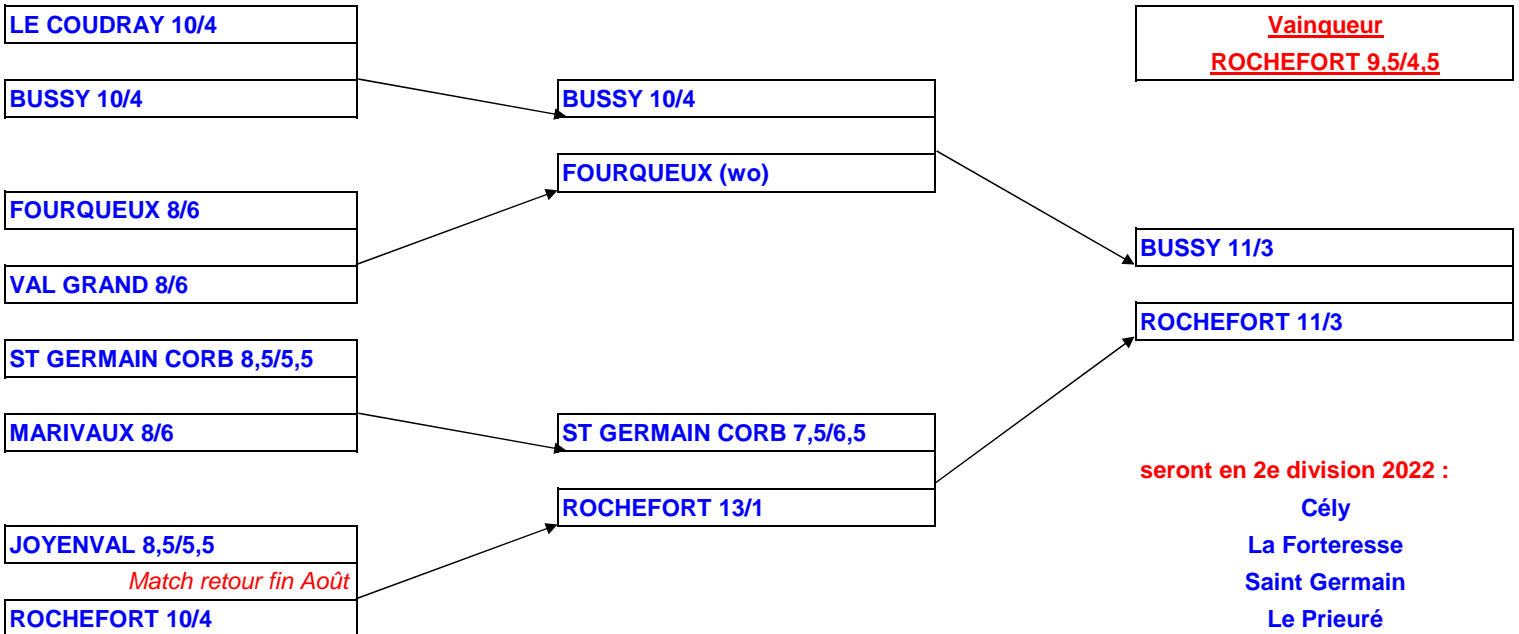 LE COUDRAY 10/4
BUSSY 10/4
FOURQUEUX 8/6
VAL GRAND 8/6
ST GERMAIN CORB 8,5/5,5
MARIVAUX 8/6
JOYENVAL 8,5/5,5
Match retour fin Août
ROCHEFORT 10/4
BUSSY 10/4
FOURQUEUX (wo)
ST GERMAIN CORB 7,5/6,5
ROCHEFORT 13/1
Vainqueur
ROCHEFORT 9,5/4,5
BUSSY 11/3
ROCHEFORT 11/3
seront en 2e division 2022 :
Cély
La Forteresse
Saint Germain
Le Prieuré